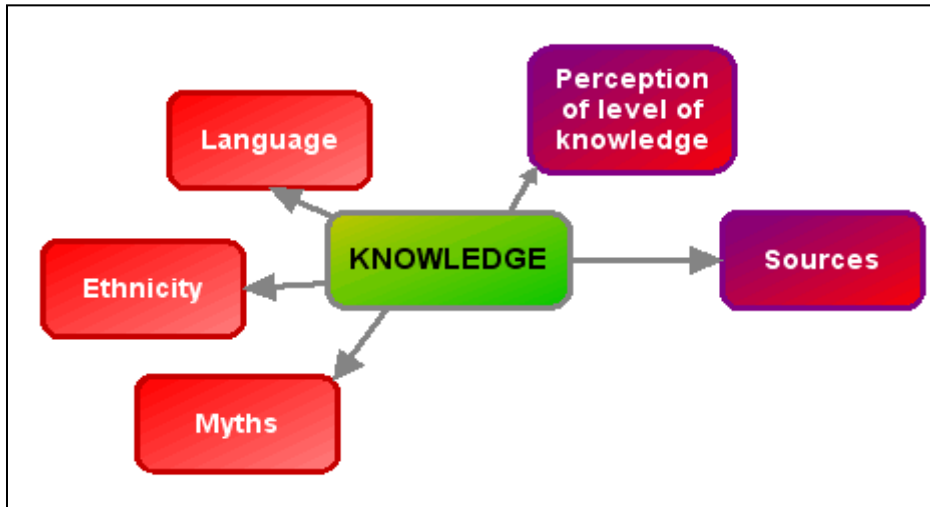 Perception
of level of
knowledge
Language
KNOWLEDGE
Sources
Ethnicity
Myths